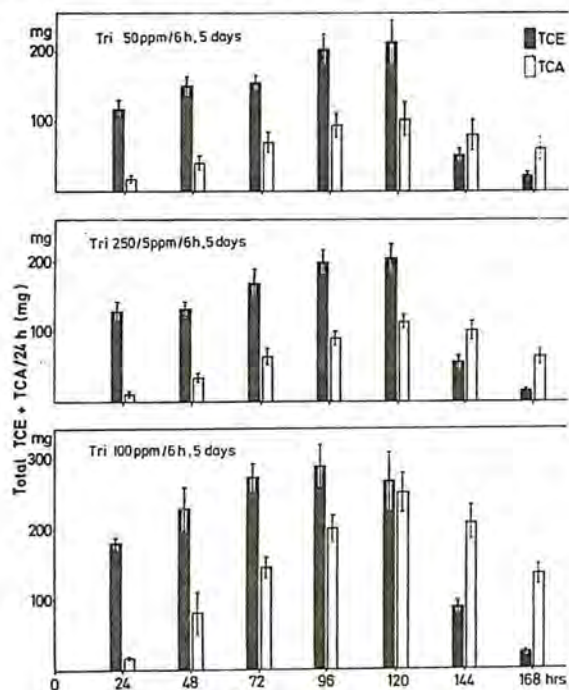 mg
Tri 50ppm/6h, 5 days
TCE
TCA
200
100
mg
Tri 250/5ppm/6h, 5 days
200
100
Total TCE + TCA/24 h (mg)
mg
Tri 100ppm/6h, 5 days
300
200
100
0 24 48 72 96 120 144 168 hrs